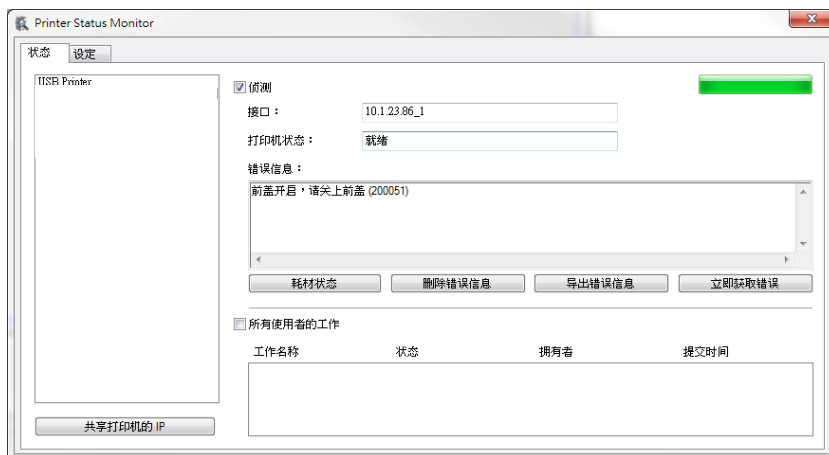 Printer Status Monitor
状态 设定
USB Printer
侦测
接口： 10.1.23.86_1
打印机状态： 就绪
错误信息：
前盖开启，请关上前盖 (200051)
耗材状态 删除错误信息 导出错误信息 立即获取错误
所有使用者的工作
工作名称 状态 拥有者 提交时间
共享打印机的 IP